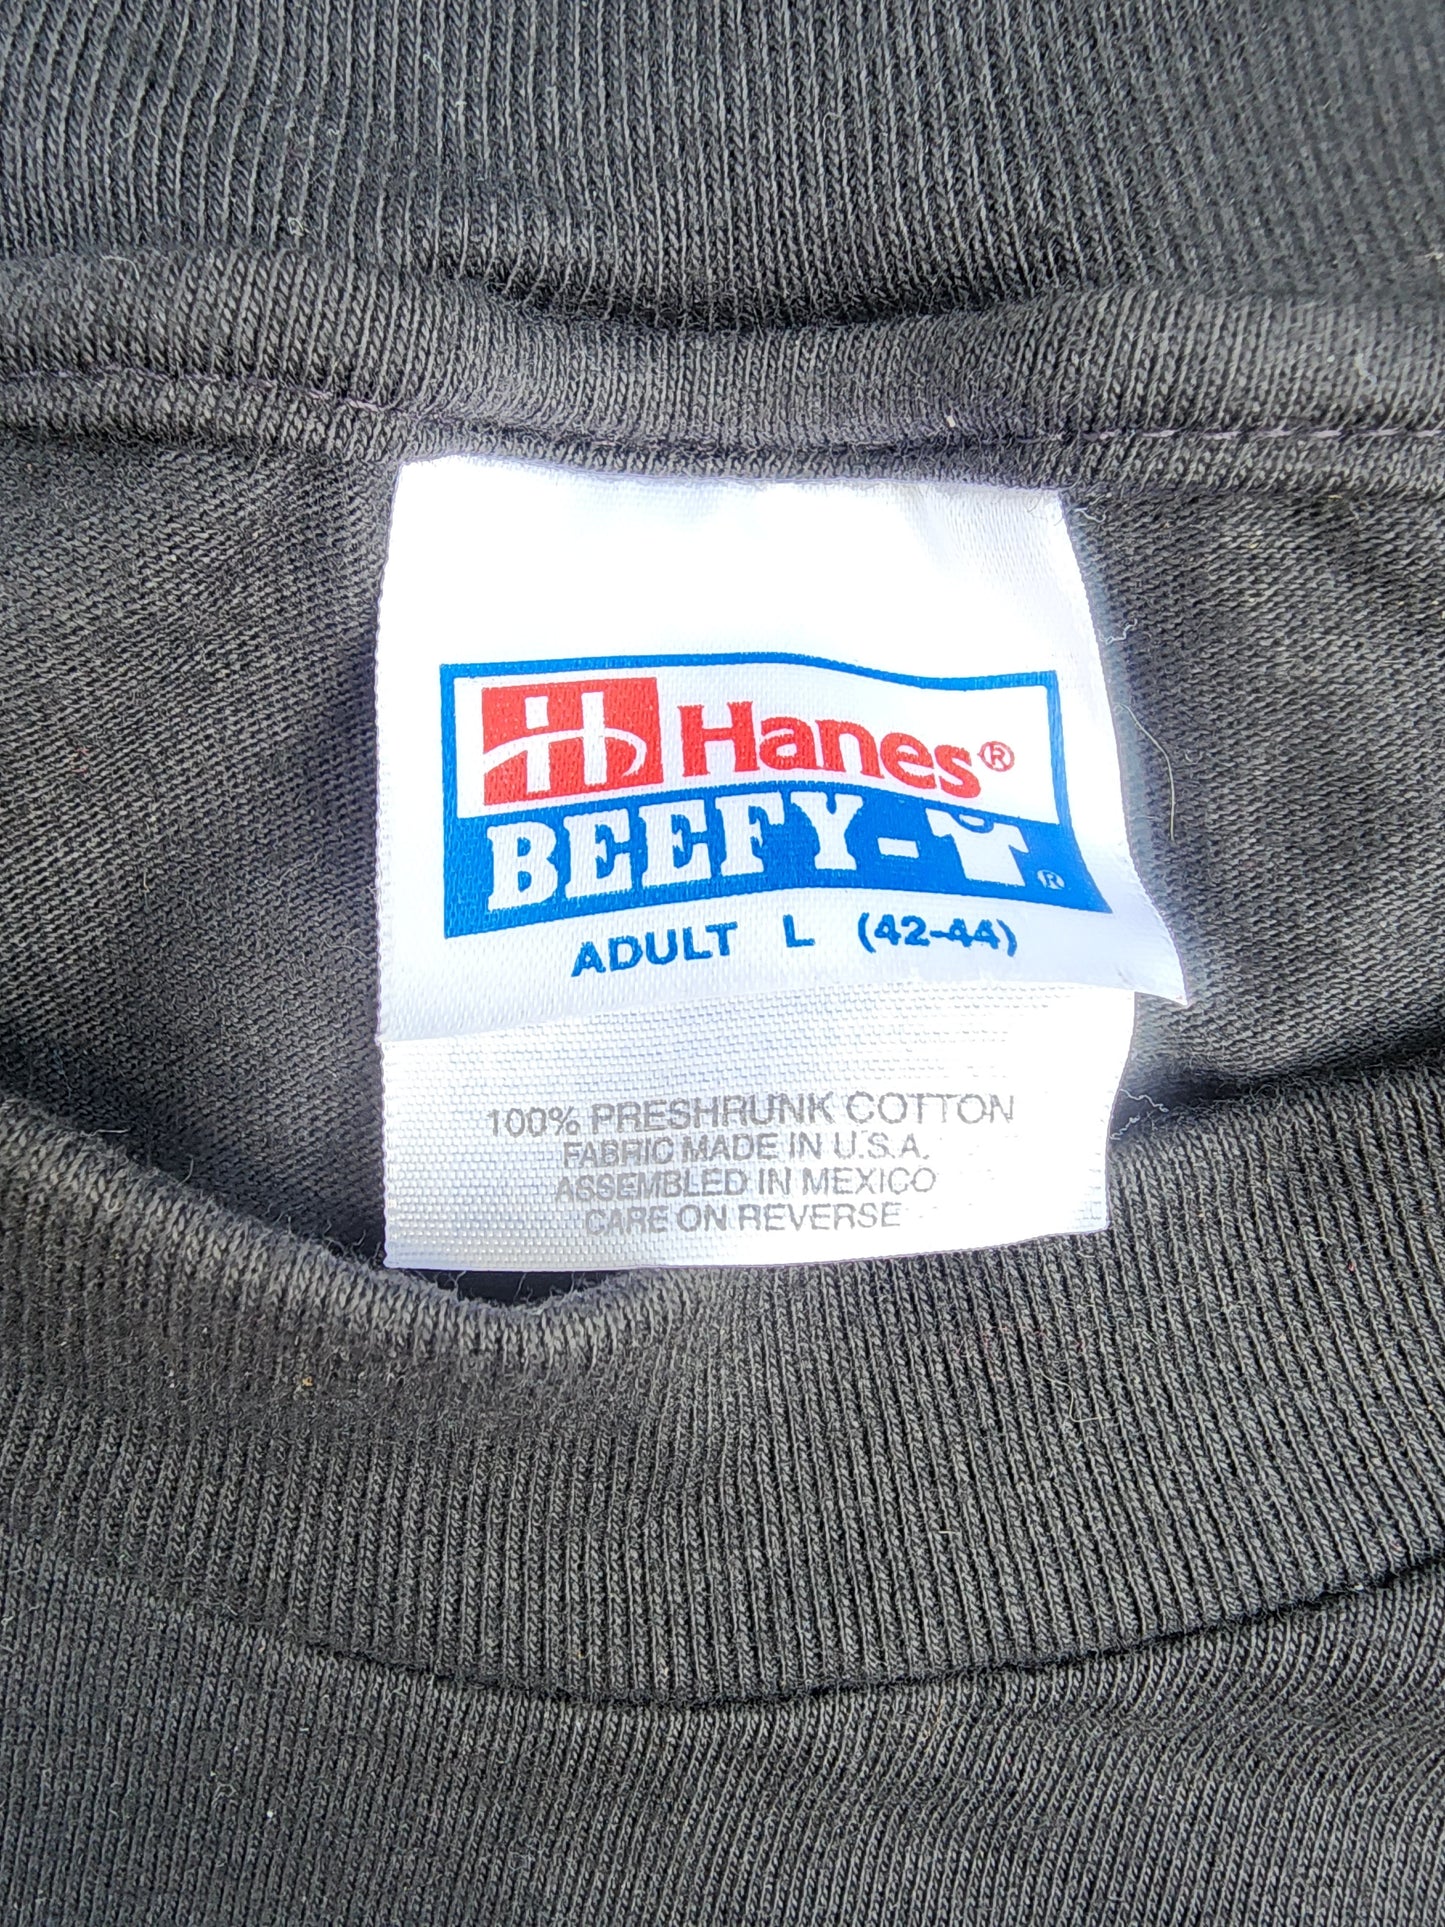 Hanes®
BEEFY-T®
ADULT L (42-44)
100% PRESHRUNK COTTON
FABRIC MADE IN U.S.A.
ASSEMBLED IN MEXICO
CARE ON REVERSE